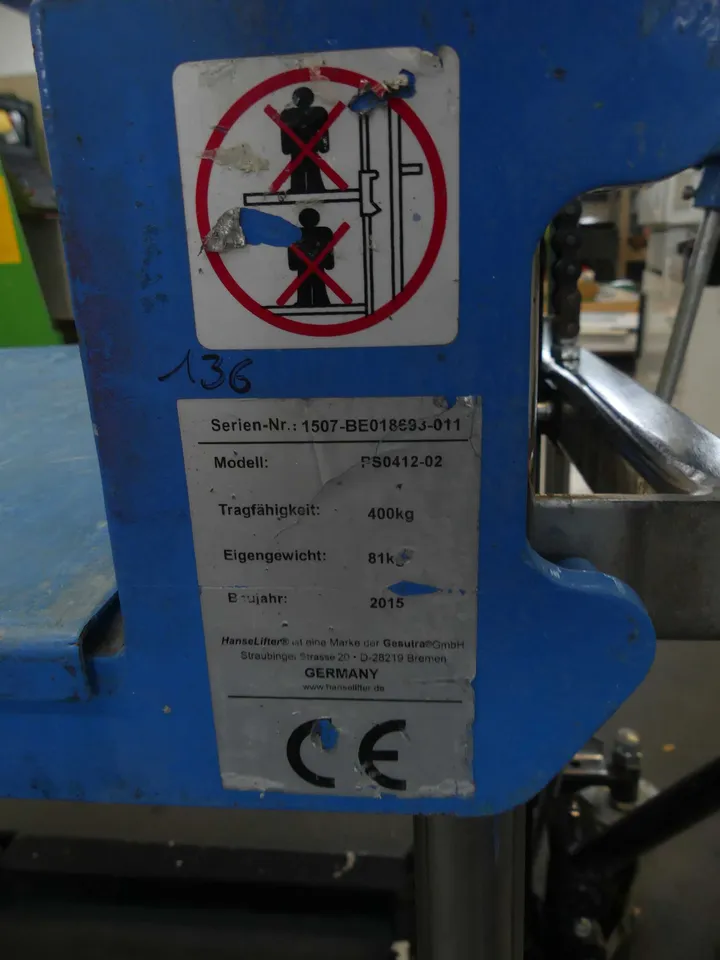 136
Serien-Nr.: 1507-BE018693-011
Modell: PS0412-02
Tragfähigkeit: 400kg
Eigengewicht: 81kg
Baujahr: 2015
HanseLifter® ist eine Marke der Gesutra®GmbH
Straubinger Strasse 20 • D-28219 Bremen
GERMANY
www.hanselifter.de
CE